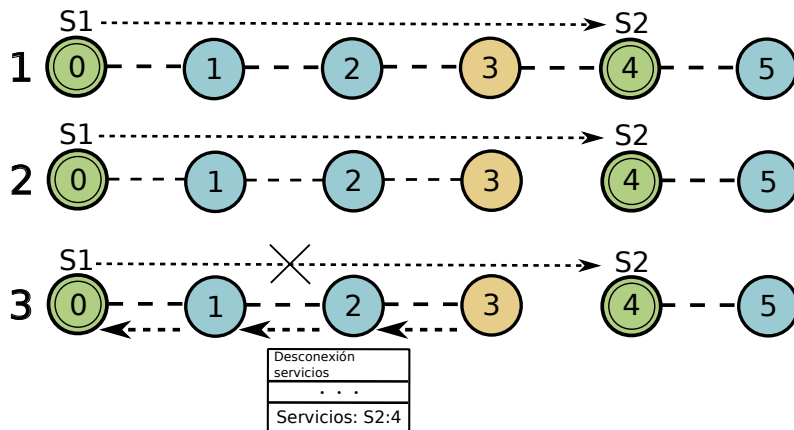 S1 S2
1 0 1 2 3 4 5
S1 S2
2 0 1 2 3 4 5
S1 S2
3 0 1 2 3 4 5
Desconexión
servicios
. . .
Servicios: S2:4